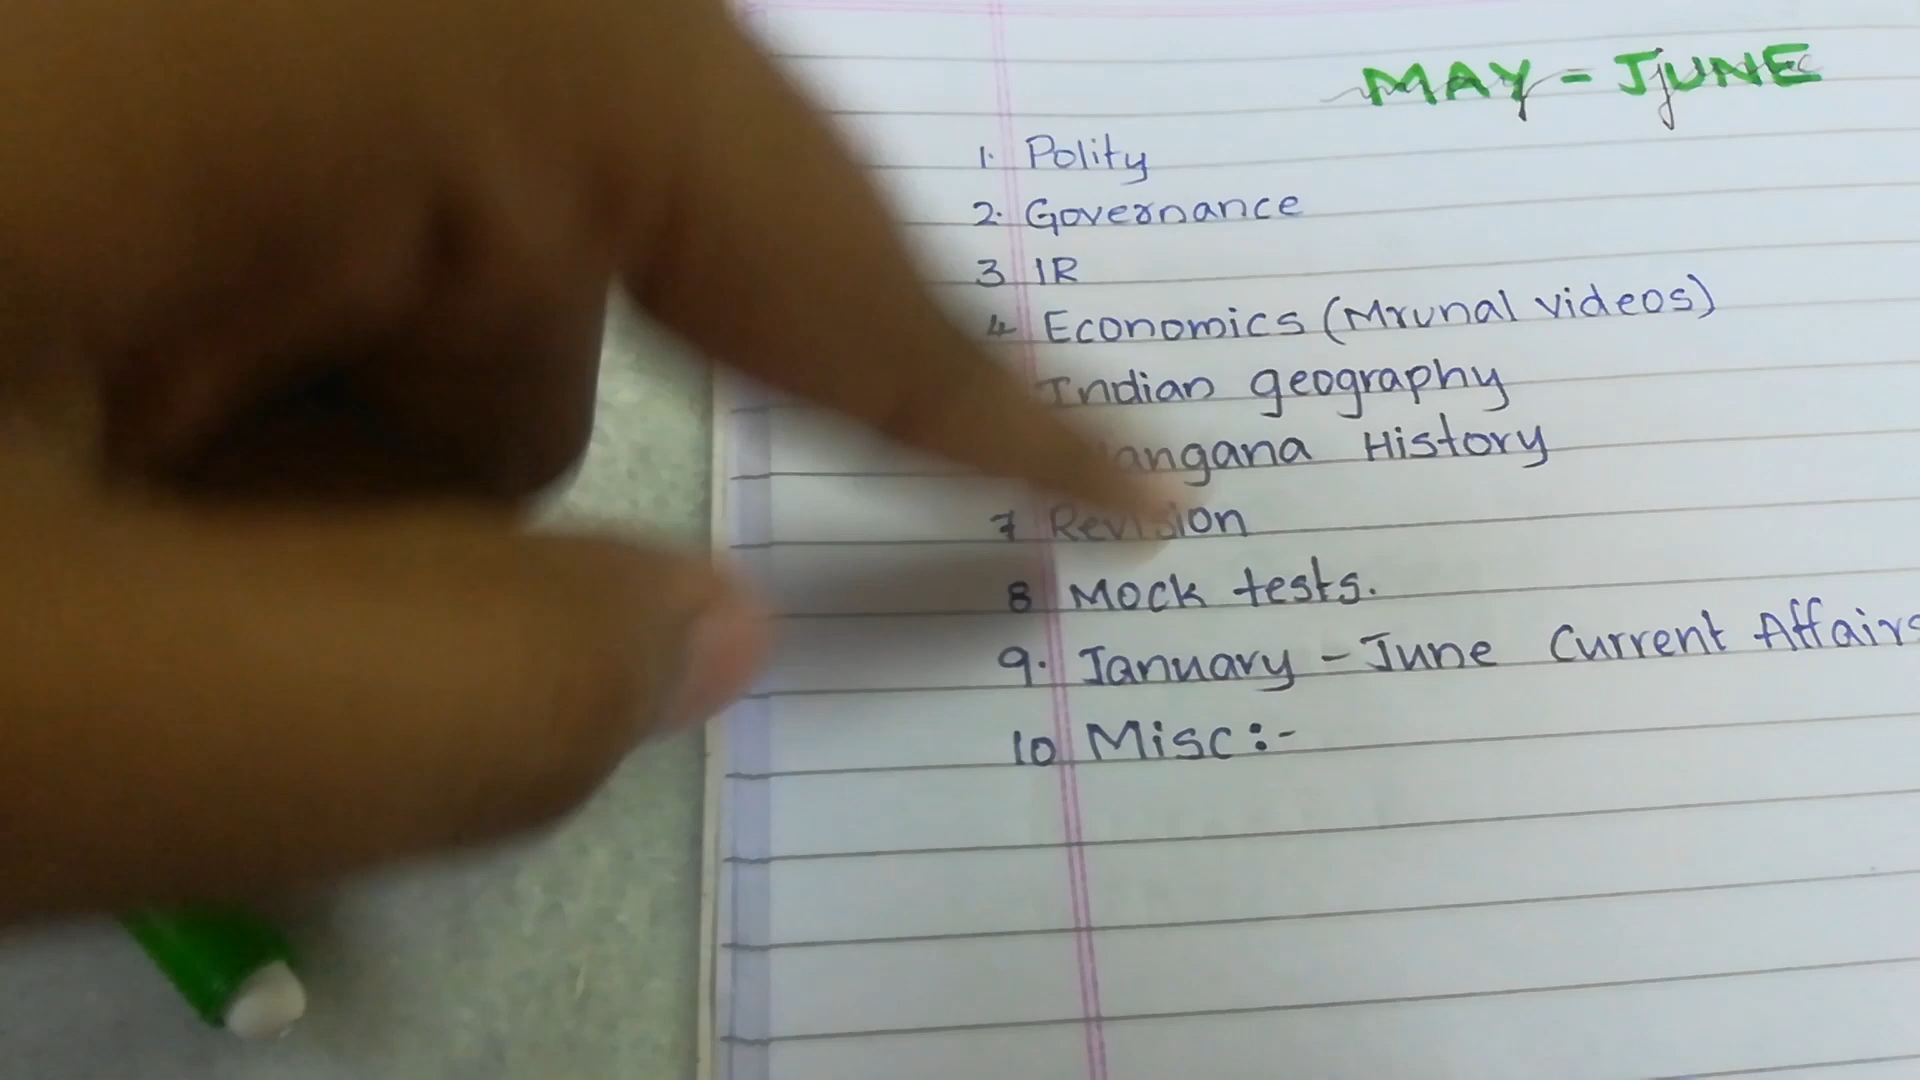 MAY - JUNE
1. Polity
2. Governance
3 IR
4 Economics (Mrunal videos)
Indian geography
angana History
7 Revision
8 Mock tests.
9. January - June Current Affairs
10 Misc:-